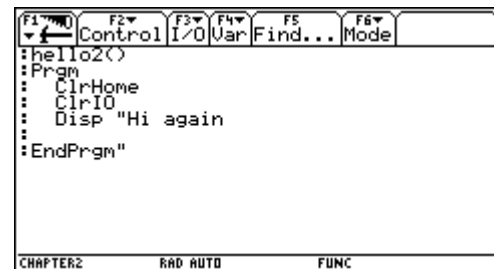 F1 F2 Control F3 I/O F4 Var F5 Find... F6 Mode
:hello2()
:Prgm
: ClrHome
: ClrIO
: Disp "Hi again
:
:EndPrgm"
CHAPTER2 RAD AUTO FUNC